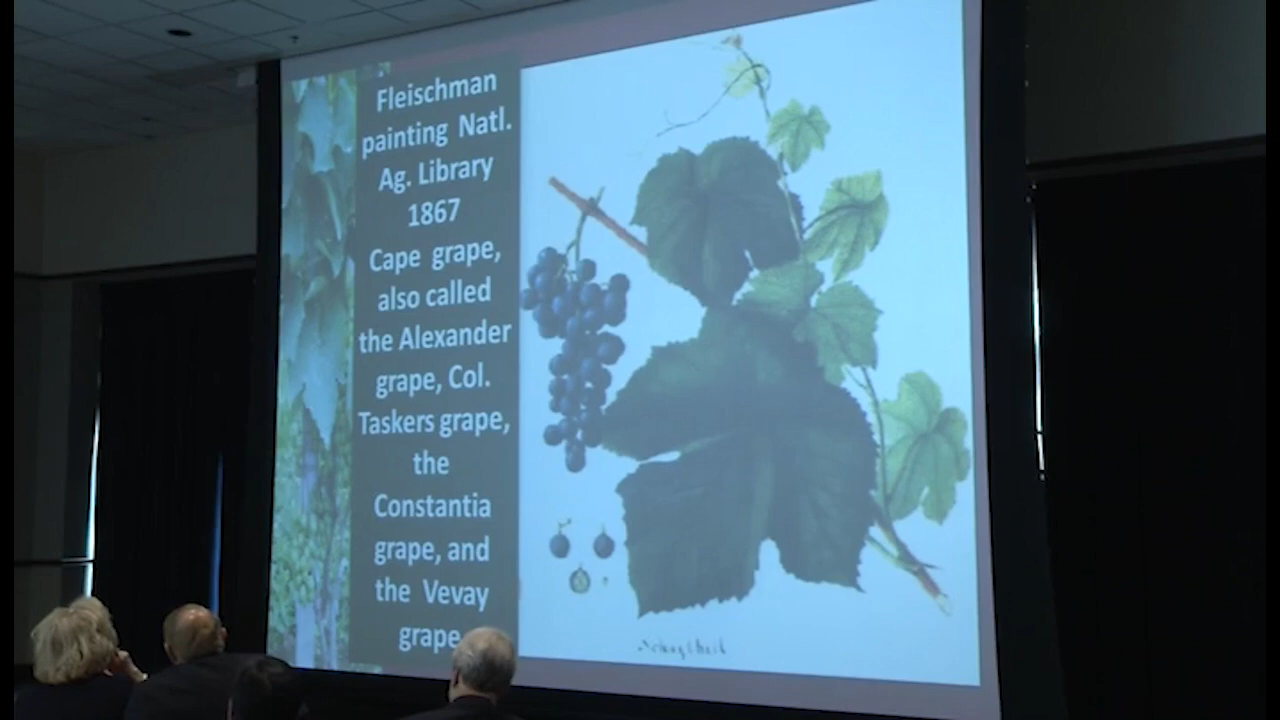 Fleischman
painting Natl.
Ag. Library
1867
Cape grape,
also called
the Alexander
grape, Col.
Taskers grape,
the
Constantia
grape, and
the Vevay
grape